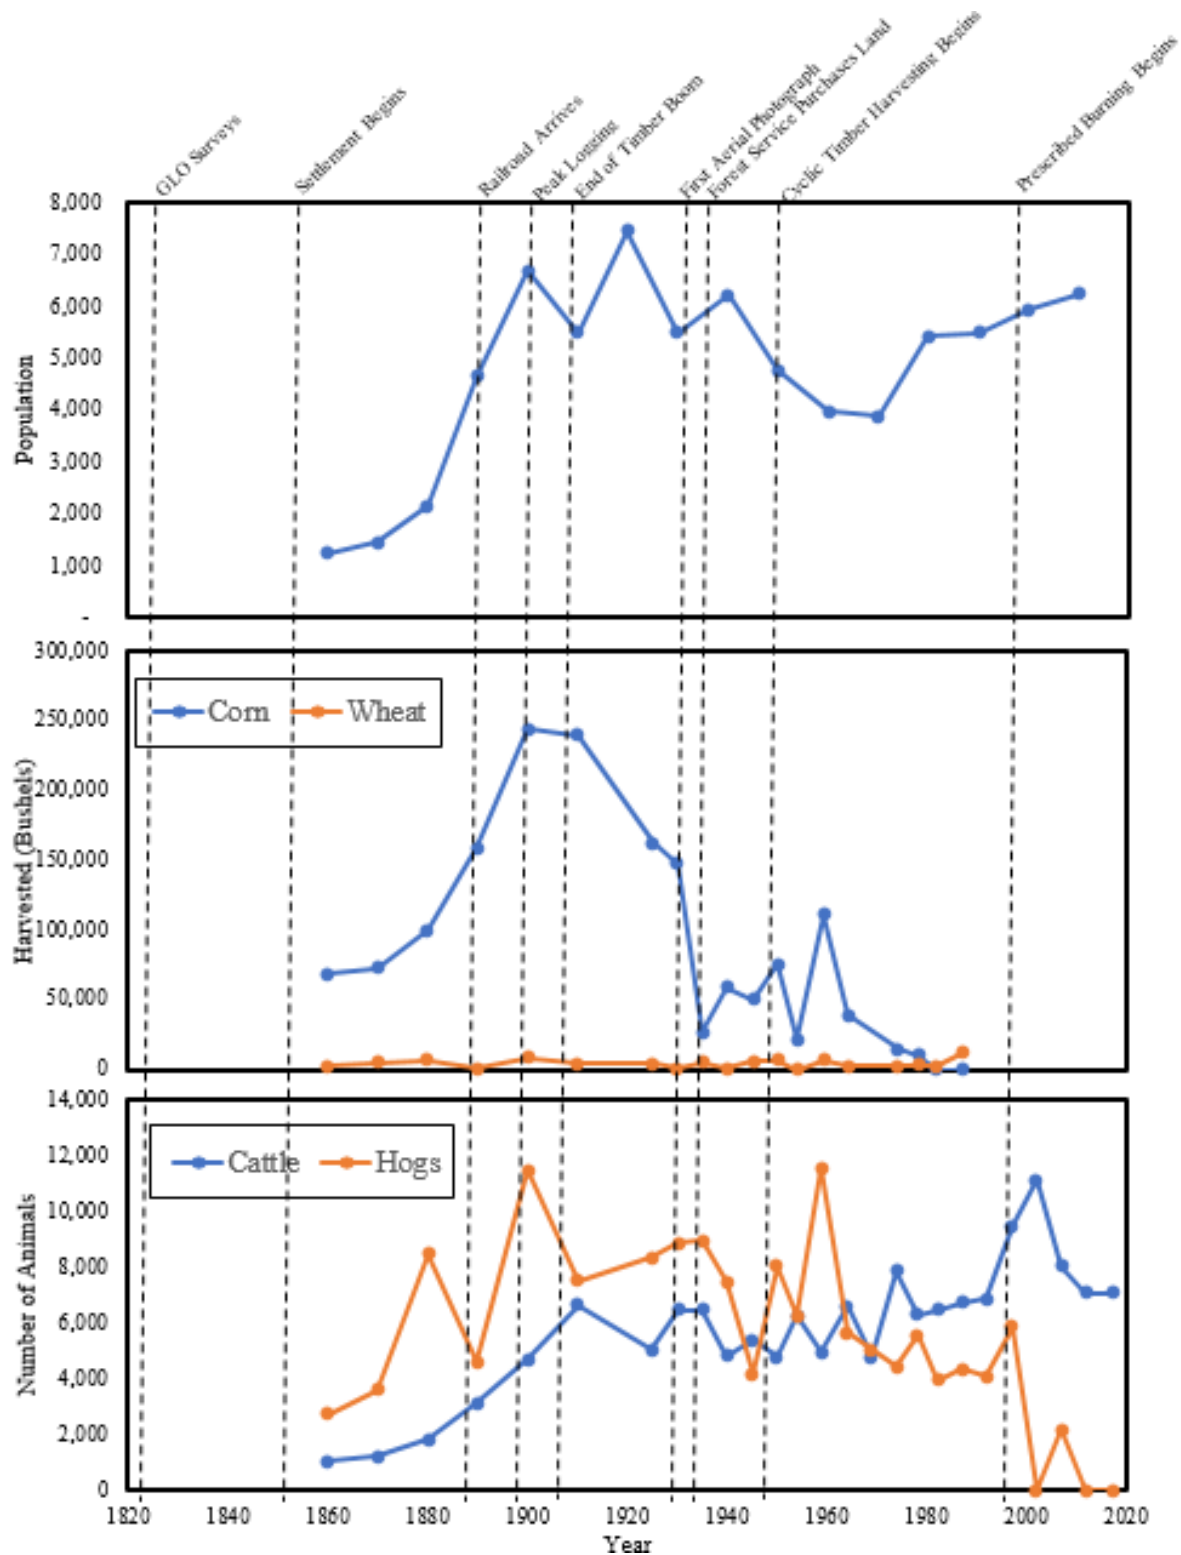 GLO Surveys
Settlement Begins
Railroad Arrives
Peak Logging
End of Timber Boom
First Aerial Photograph
Forest Service Purchases Land
Cyclic Timber Harvesting Begins
Prescribed Burning Begins
8,000
7,000
6,000
5,000
4,000
3,000
2,000
1,000
-
Population
300,000
250,000
200,000
150,000
100,000
50,000
0
Harvested (Bushels)
Corn Wheat
14,000
12,000
10,000
8,000
6,000
4,000
2,000
0
Number of Animals
Cattle Hogs
1820 1840 1860 1880 1900 1920 1940 1960 1980 2000 2020
Year